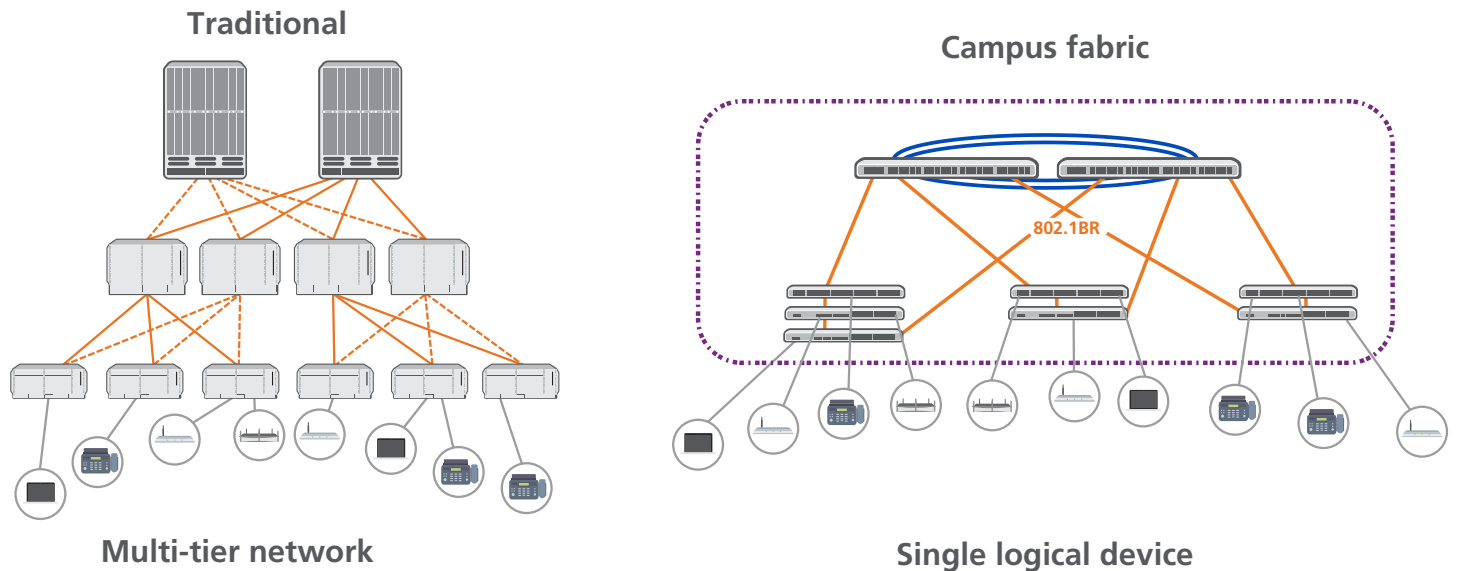 Traditional
Campus fabric
802.1BR
Multi-tier network
Single logical device